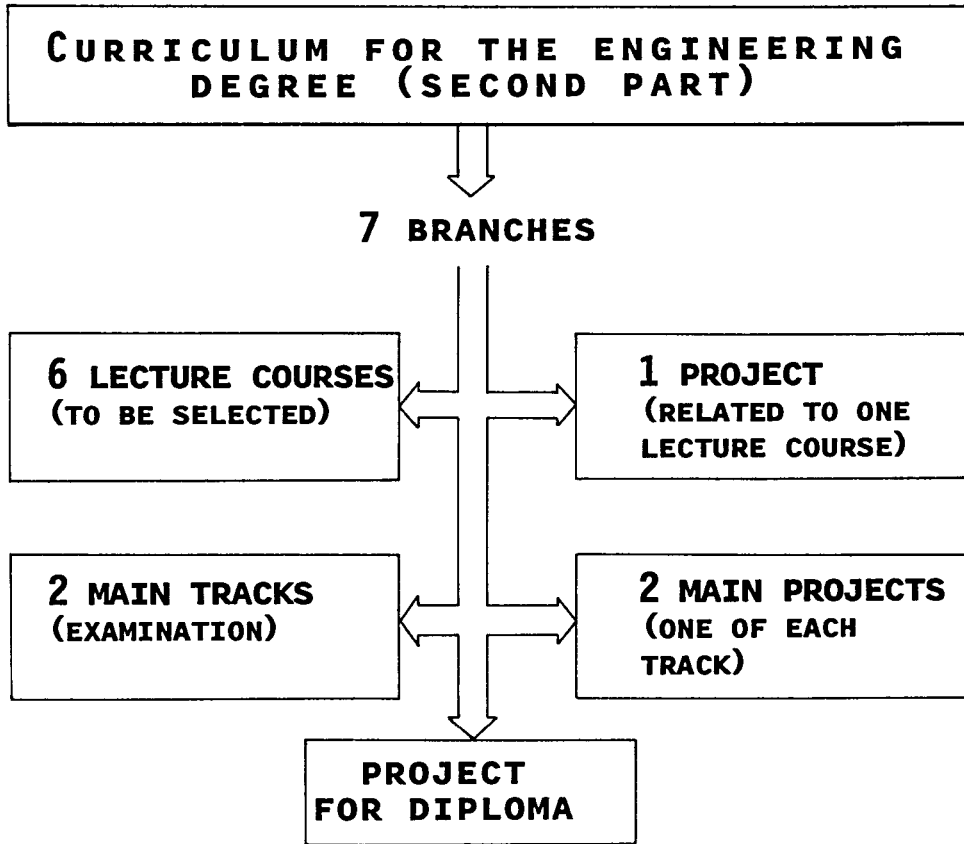 CURRICULUM FOR THE ENGINEERING
DEGREE (SECOND PART)
7 BRANCHES
6 LECTURE COURSES
(TO BE SELECTED)
1 PROJECT
(RELATED TO ONE
LECTURE COURSE)
2 MAIN TRACKS
(EXAMINATION)
2 MAIN PROJECTS
(ONE OF EACH
TRACK)
PROJECT
FOR DIPLOMA